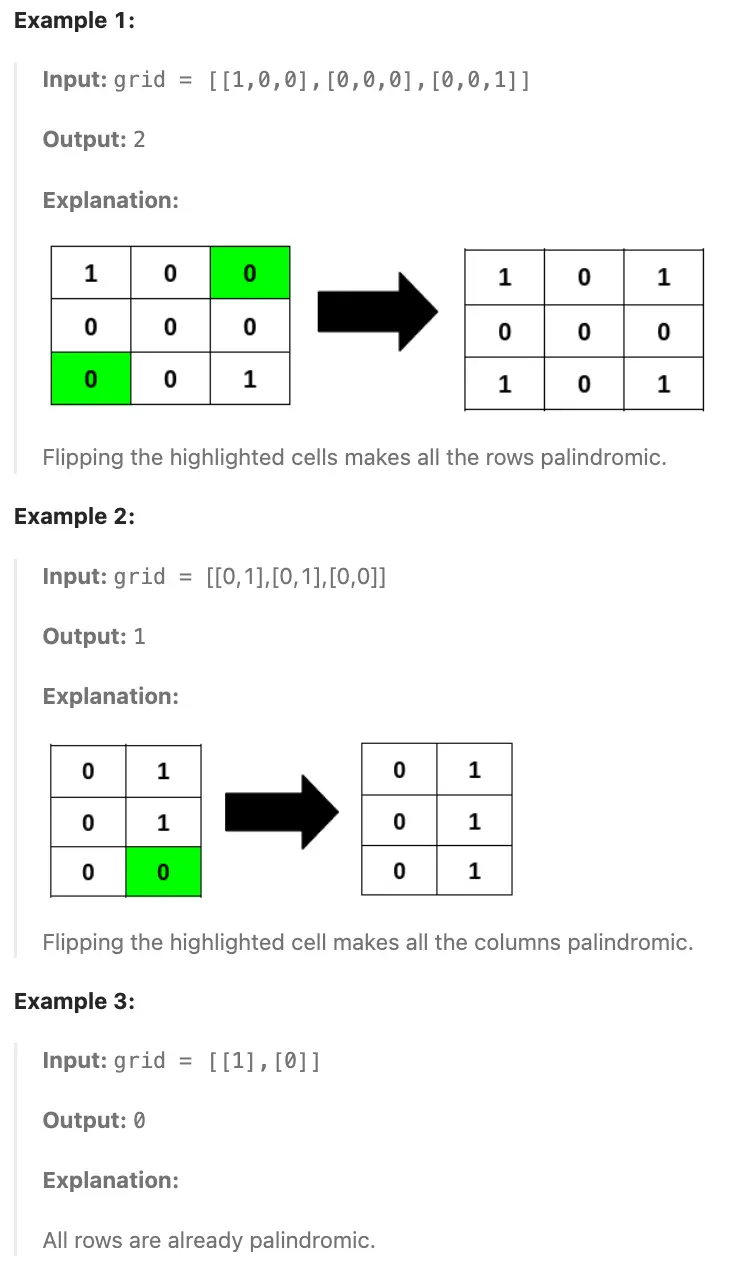 Example 1:
Input: grid = [[1,0,0],[0,0,0],[0,0,1]]
Output: 2
Explanation:
1 0 0 1 0 1
0 0 0 0 0 0
0 0 1 1 0 1
Flipping the highlighted cells makes all the rows palindromic.
Example 2:
Input: grid = [[0,1],[0,1],[0,0]]
Output: 1
Explanation:
0 1 0 1
0 1 0 1
0 0 0 1
Flipping the highlighted cell makes all the columns palindromic.
Example 3:
Input: grid = [[1],[0]]
Output: 0
Explanation:
All rows are already palindromic.